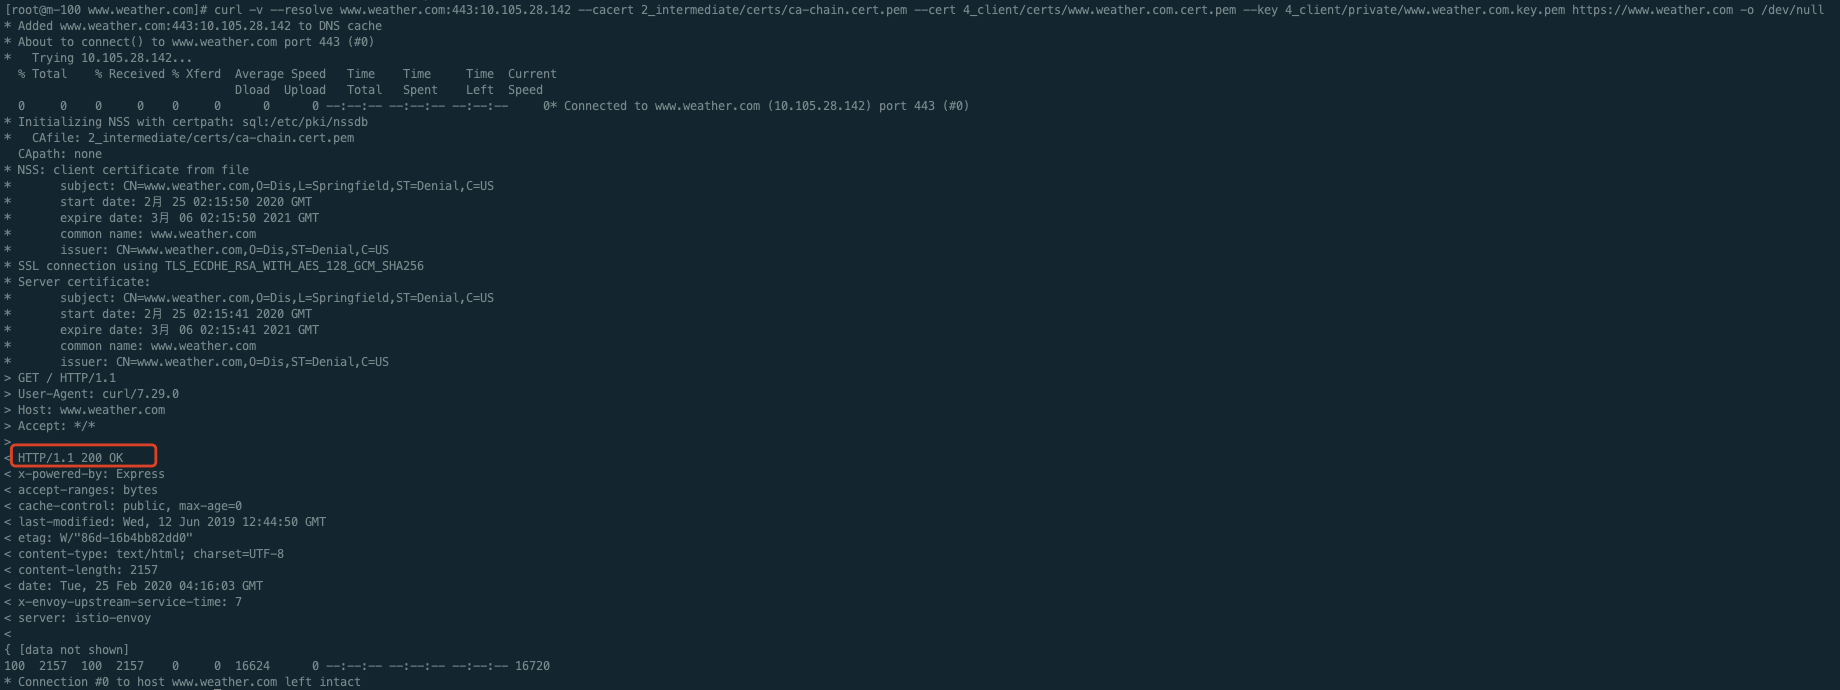 [root@m-100 www.weather.com]# curl -v --resolve www.weather.com:443:10.105.28.142 --cacert 2_intermediate/certs/ca-chain.cert.pem --cert 4_client/certs/www.weather.com.cert.pem --key 4_client/private/www.weather.com.key.pem https://www.weather.com -o /dev/null
* Added www.weather.com:443:10.105.28.142 to DNS cache
* About to connect() to www.weather.com port 443 (#0)
*   Trying 10.105.28.142...
  % Total    % Received % Xferd  Average Speed   Time    Time     Time  Current
                                 Dload  Upload   Total   Spent    Left  Speed
  0     0    0     0    0     0      0      0 --:--:-- --:--:-- --:--:--     0* Connected to www.weather.com (10.105.28.142) port 443 (#0)
* Initializing NSS with certpath: sql:/etc/pki/nssdb
*   CAfile: 2_intermediate/certs/ca-chain.cert.pem
  CApath: none
* NSS: client certificate from file
*       subject: CN=www.weather.com,O=Dis,L=Springfield,ST=Denial,C=US
*       start date: 2月 25 02:15:50 2020 GMT
*       expire date: 3月 06 02:15:50 2021 GMT
*       common name: www.weather.com
*       issuer: CN=www.weather.com,O=Dis,ST=Denial,C=US
* SSL connection using TLS_ECDHE_RSA_WITH_AES_128_GCM_SHA256
* Server certificate:
*       subject: CN=www.weather.com,O=Dis,L=Springfield,ST=Denial,C=US
*       start date: 2月 25 02:15:41 2020 GMT
*       expire date: 3月 06 02:15:41 2021 GMT
*       common name: www.weather.com
*       issuer: CN=www.weather.com,O=Dis,ST=Denial,C=US
> GET / HTTP/1.1
> User-Agent: curl/7.29.0
> Host: www.weather.com
> Accept: */*
>
< HTTP/1.1 200 OK
< x-powered-by: Express
< accept-ranges: bytes
< cache-control: public, max-age=0
< last-modified: Wed, 12 Jun 2019 12:44:50 GMT
< etag: W/"86d-16b4bb82dd0"
< content-type: text/html; charset=UTF-8
< content-length: 2157
< date: Tue, 25 Feb 2020 04:16:03 GMT
< x-envoy-upstream-service-time: 7
< server: istio-envoy
<
{ [data not shown]
100  2157  100  2157    0     0  16624      0 --:--:-- --:--:-- --:--:-- 16720
* Connection #0 to host www.weather.com left intact